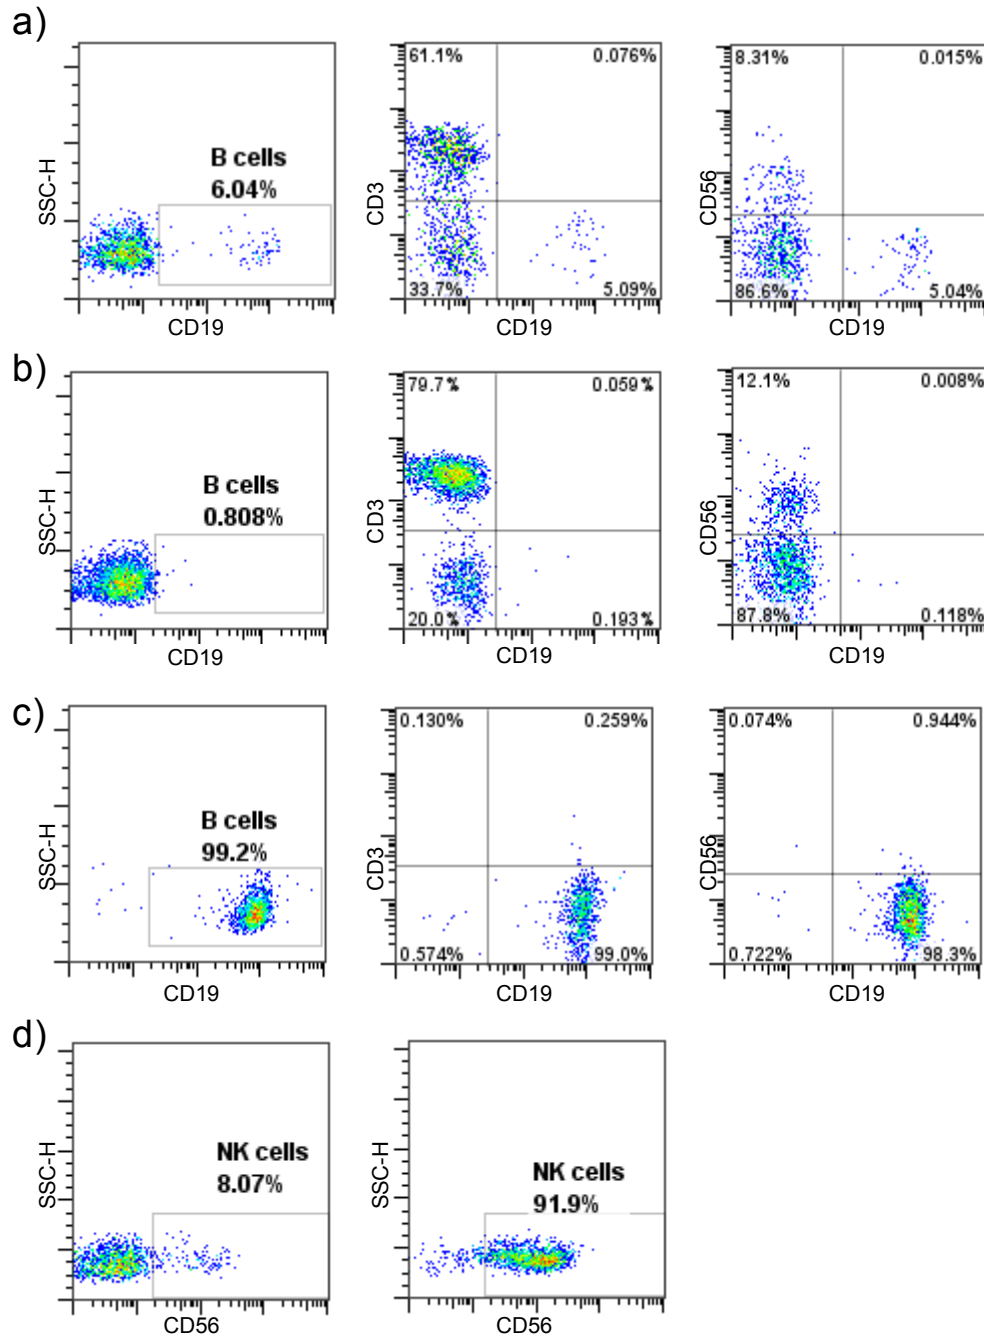 a)
SSC-H
B cells
6.04%
CD19
61.1%
0.076%
CD3
33.7%
5.09%
CD19
8.31%
0.015%
CD56
86.6%
5.04%
CD19
b)
SSC-H
B cells
0.808%
CD19
79.7%
0.059%
CD3
20.0%
0.193%
CD19
12.1%
0.008%
CD56
87.8%
0.118%
CD19
c)
SSC-H
B cells
99.2%
CD19
0.130%
0.259%
CD3
0.574%
99.0%
CD19
0.074%
0.944%
CD56
0.722%
98.3%
CD19
d)
SSC-H
NK cells
8.07%
CD56
SSC-H
NK cells
91.9%
CD56